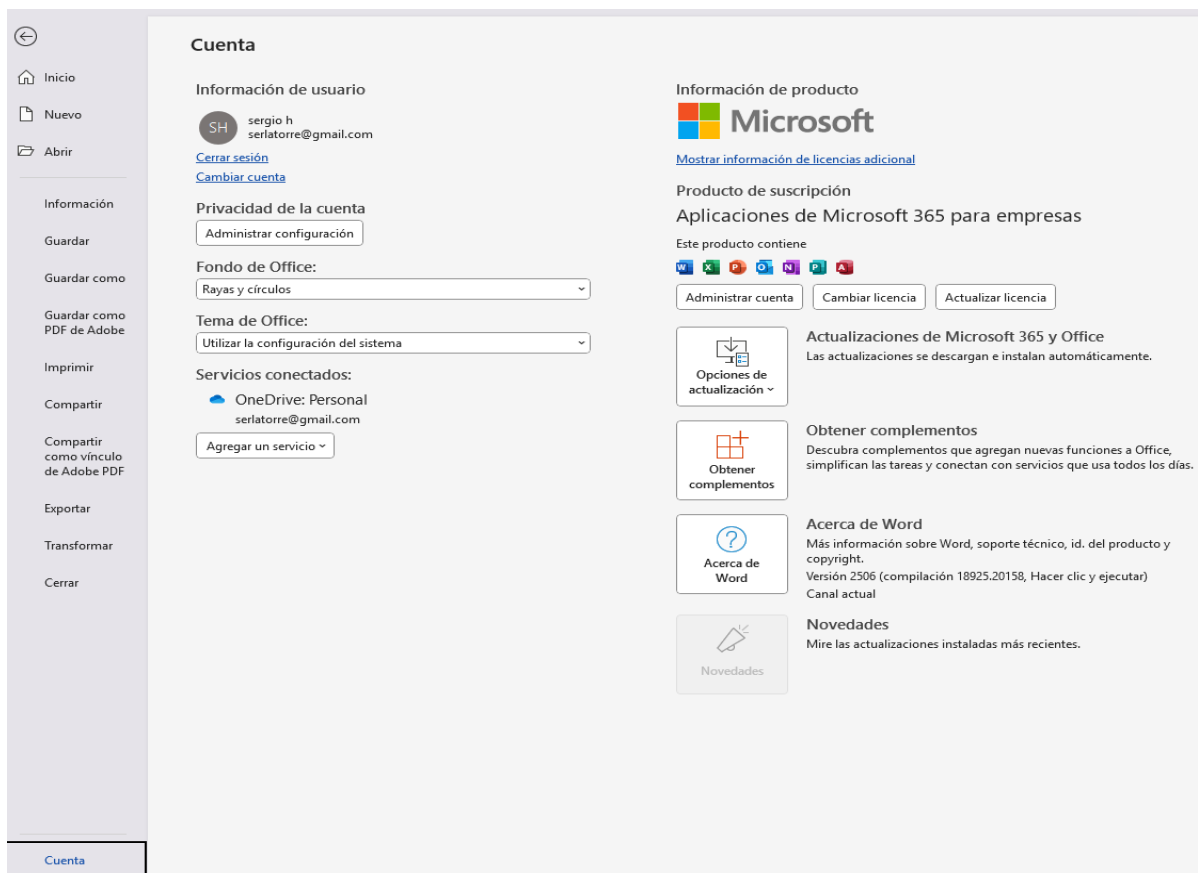 Cuenta
Inicio
Nuevo
Abrir
Información
Guardar
Guardar como
Guardar como
PDF de Adobe
Imprimir
Compartir
Compartir
como vínculo
de Adobe PDF
Exportar
Transformar
Cerrar
Cuenta
Información de usuario
SH
sergio h
serlatorre@gmail.com
Cerrar sesión
Cambiar cuenta
Privacidad de la cuenta
Administrar configuración
Fondo de Office:
Rayas y círculos
Tema de Office:
Utilizar la configuración del sistema
Servicios conectados:
OneDrive: Personal
serlatorre@gmail.com
Agregar un servicio
Información de producto
Microsoft
Mostrar información de licencias adicional
Producto de suscripción
Aplicaciones de Microsoft 365 para empresas
Este producto contiene
W X P O N P A
Administrar cuenta Cambiar licencia Actualizar licencia
Opciones de
actualización
Actualizaciones de Microsoft 365 y Office
Las actualizaciones se descargan e instalan automáticamente.
Obtener
complementos
Obtener complementos
Descubra complementos que agregan nuevas funciones a Office,
simplifican las tareas y conectan con servicios que usa todos los días.
Acerca de
Word
Acerca de Word
Más información sobre Word, soporte técnico, id. del producto y
copyright.
Versión 2506 (compilación 18925.20158, Hacer clic y ejecutar)
Canal actual
Novedades
Novedades
Mire las actualizaciones instaladas más recientes.